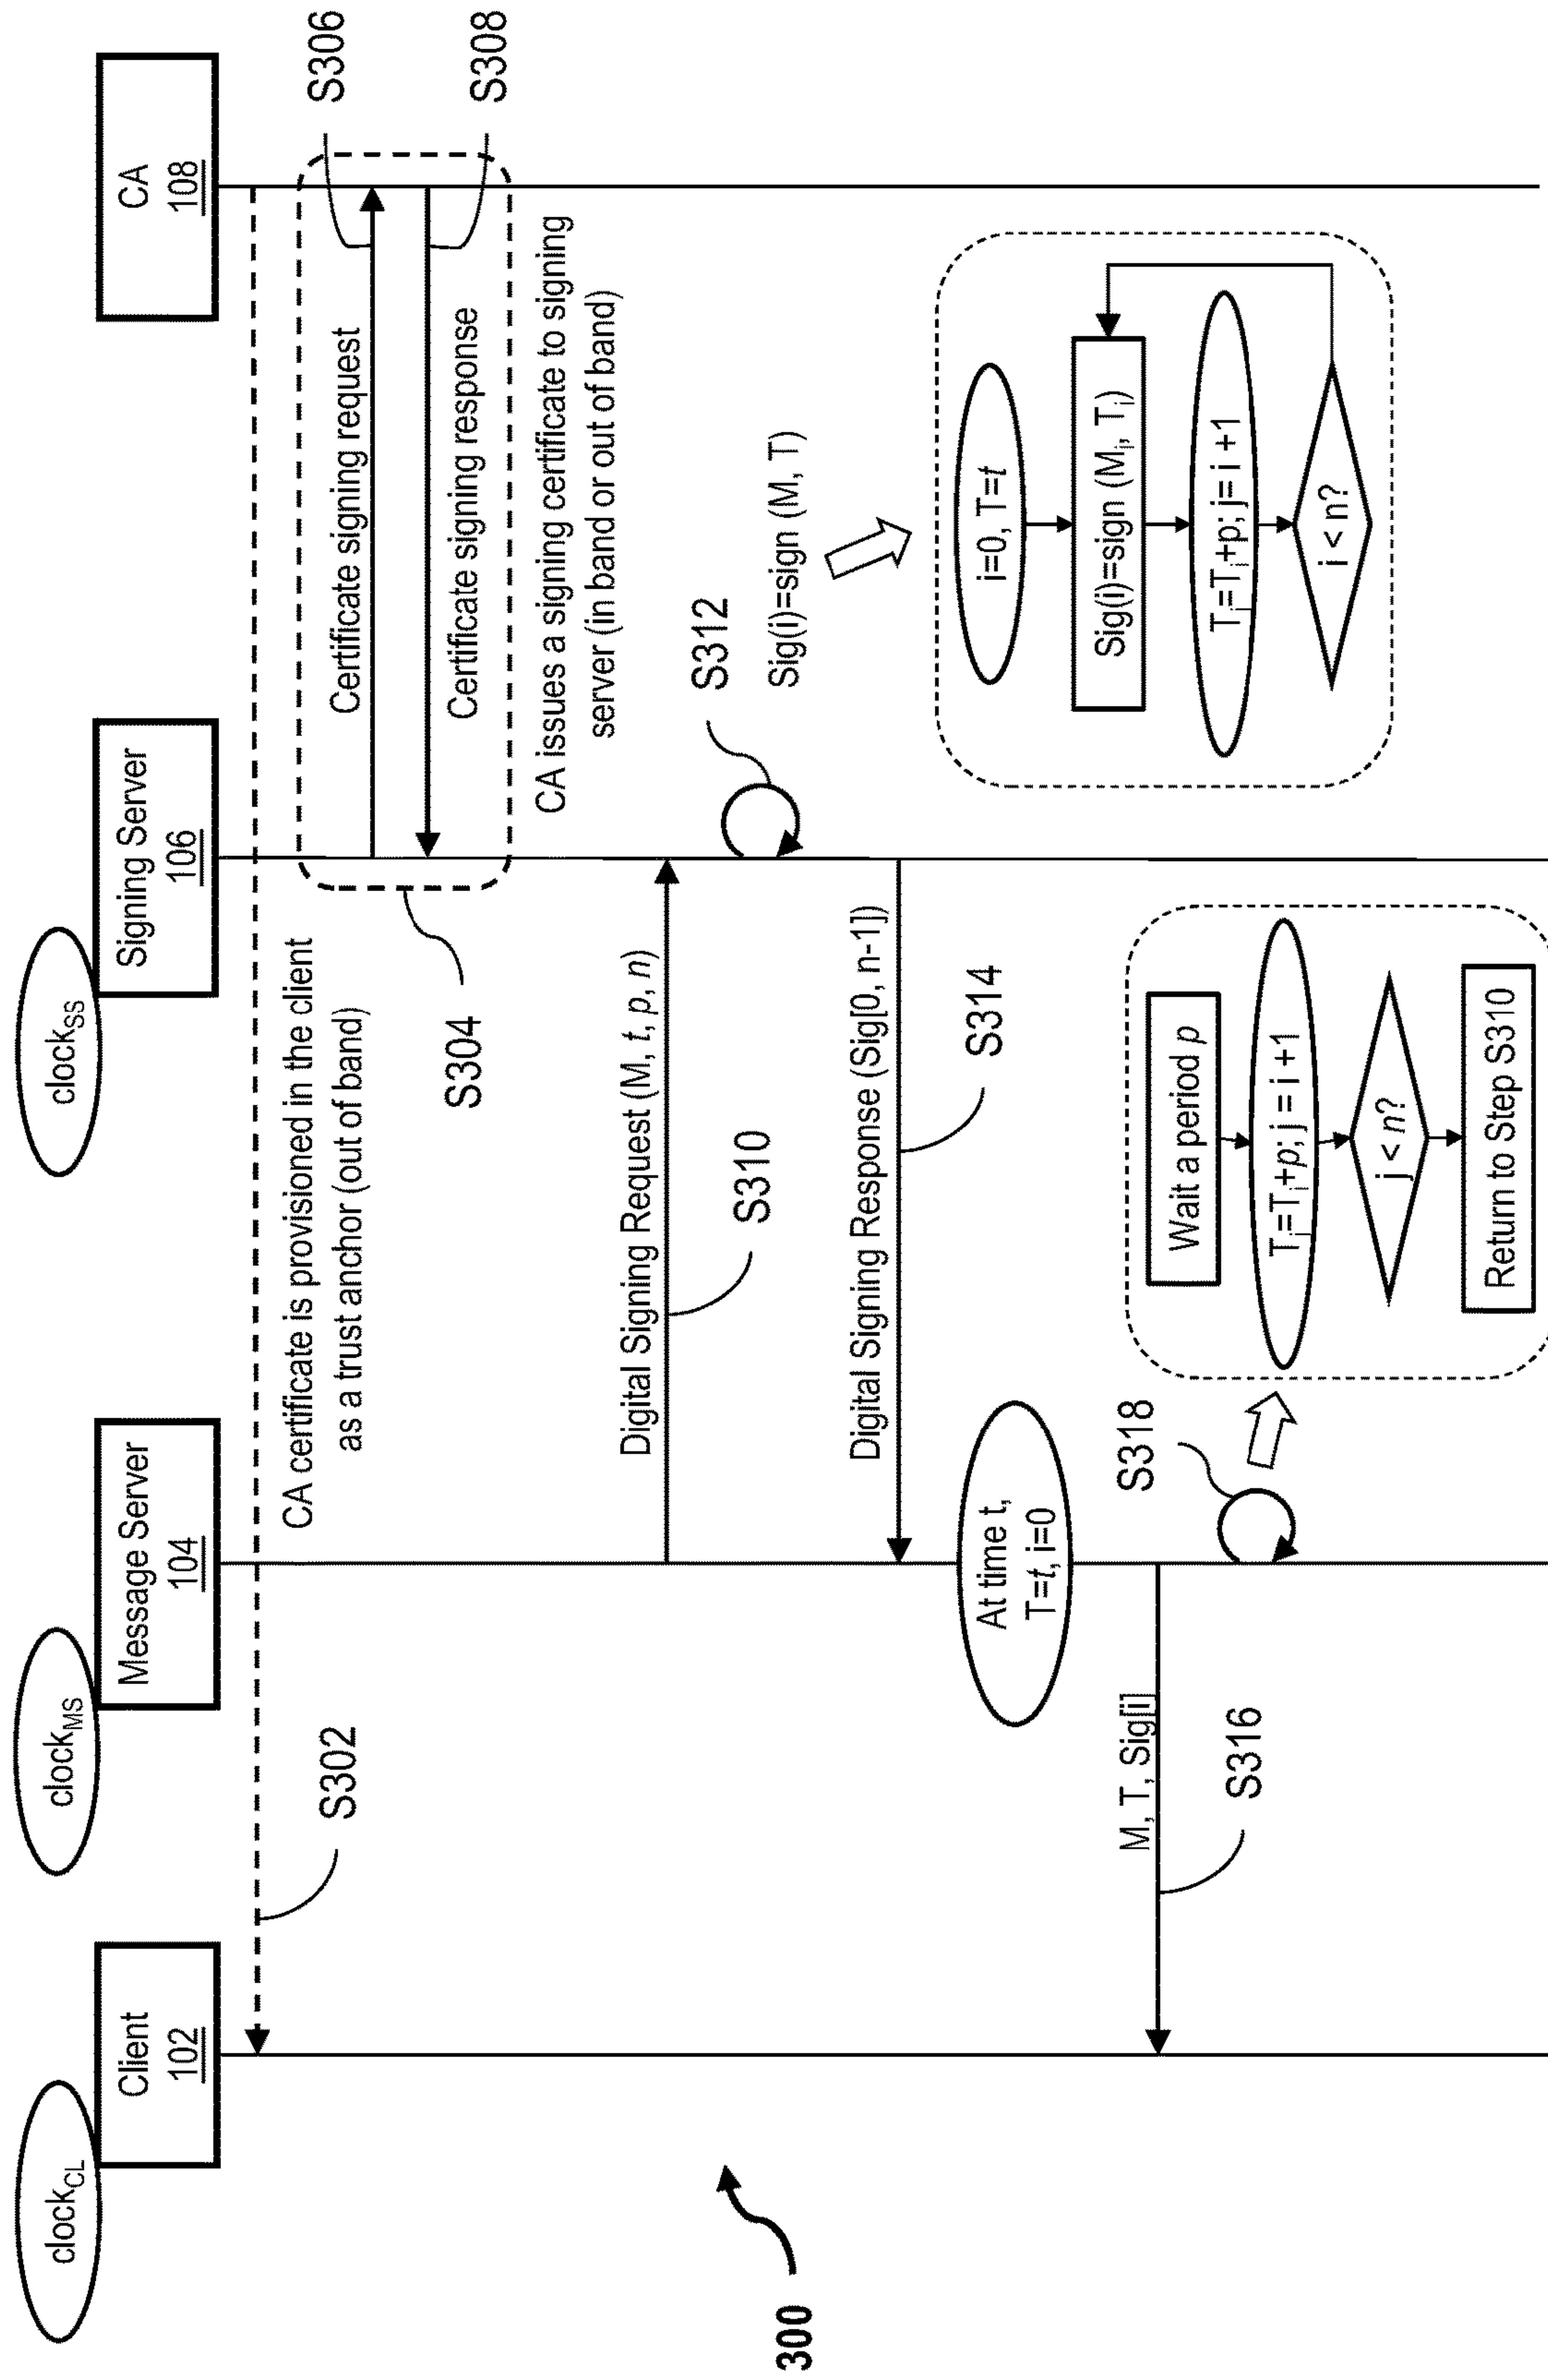 clock_CL
Client
102
clock_MS
Message Server
104
clock_SS
Signing Server
106
CA
108
S302
CA certificate is provisioned in the client
as a trust anchor (out of band)
S304
Certificate signing request
S306
Certificate signing response
S308
CA issues a signing certificate to signing
server (in band or out of band)
Digital Signing Request (M, t, p, n)
S310
S312
Sig(i)=sign (M, T)
i=0, T=t
Sig(i)=sign (M_i, T_i)
T_j=T_i+p; j= i +1
i < n?
Digital Signing Response (Sig[0, n-1])
S314
At time t,
T=t, i=0
M, T, Sig[i]
S316
S318
Wait a period p
T_j=T_i+p; j = i +1
j < n?
Return to Step S310
300